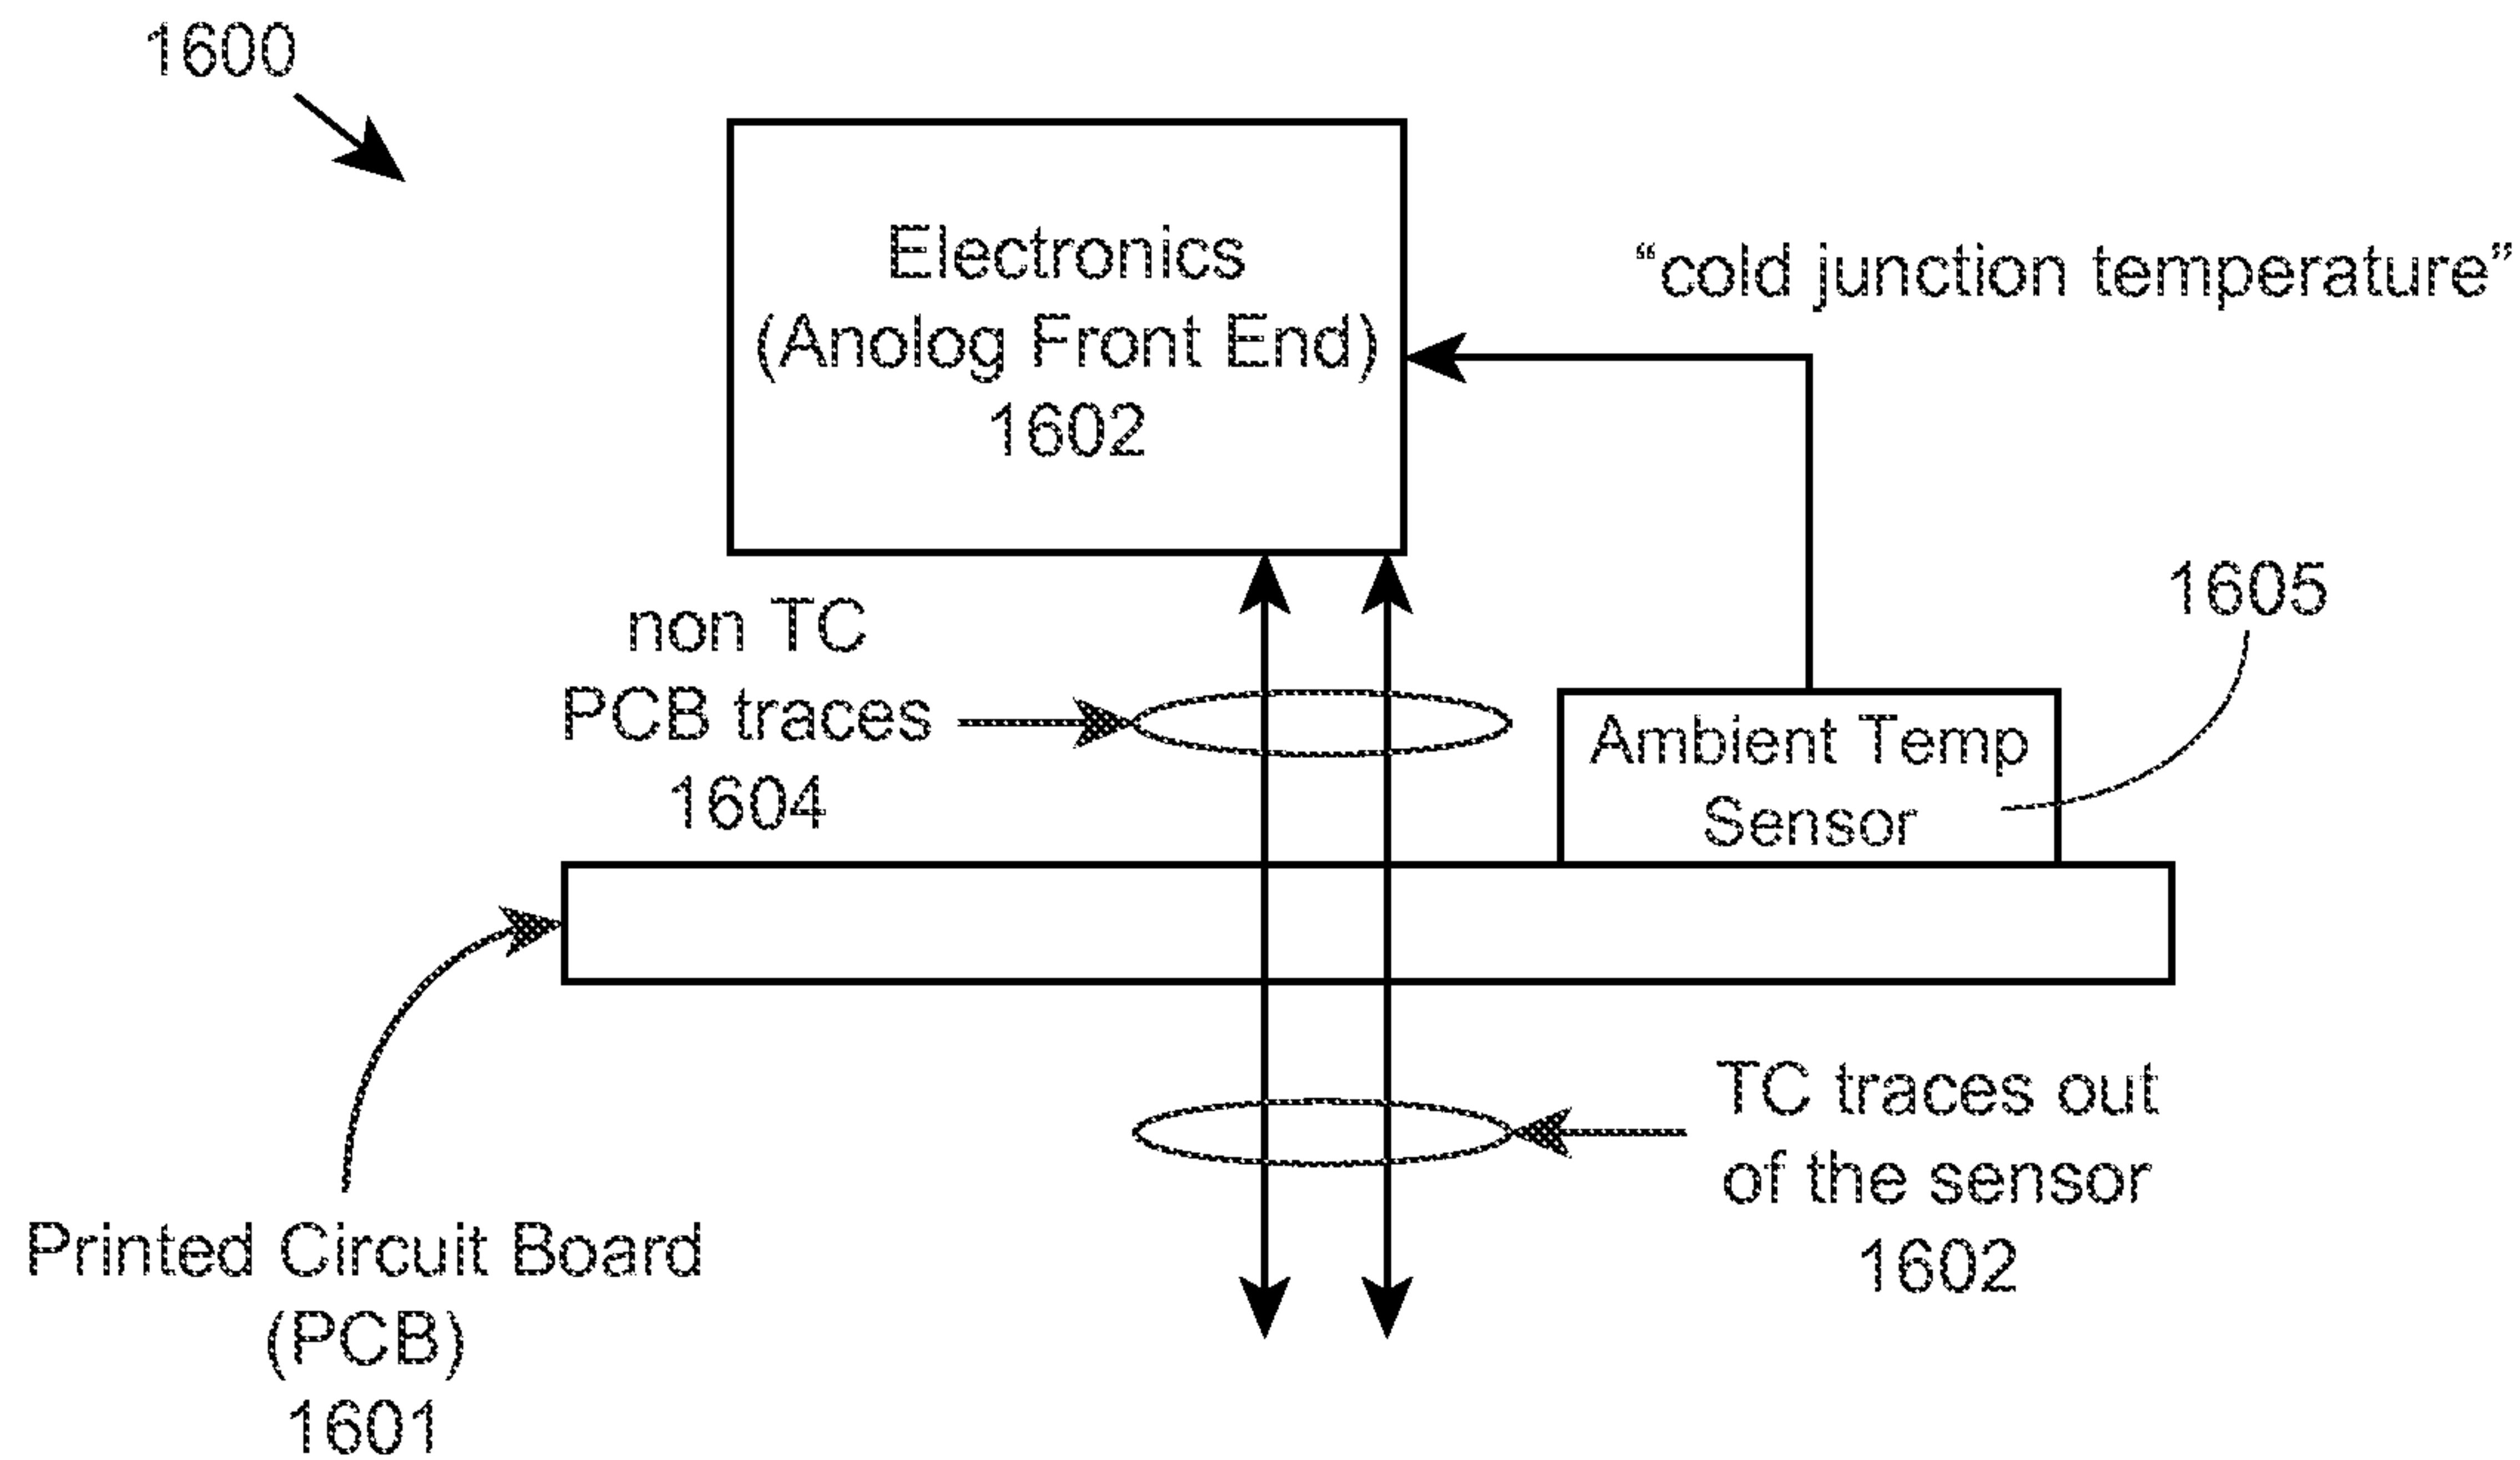 1600
Electronics
(Anolog Front End)
1602
“cold junction temperature”
non TC
PCB traces
1604
1605
Ambient Temp
Sensor
TC traces out
of the sensor
1602
Printed Circuit Board
(PCB)
1601